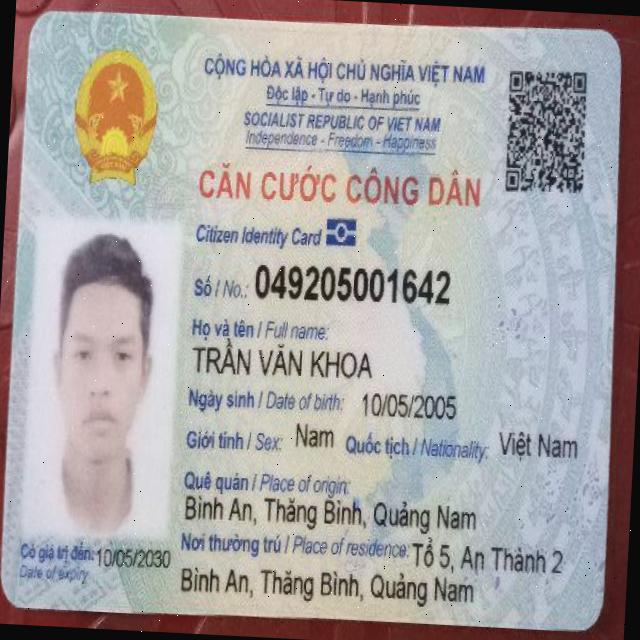 CỘNG HÒA XÃ HỘI CHỦ NGHĨA VIỆT NAM
Độc lập - Tự do - Hạnh phúc
SOCIALIST REPUBLIC OF VIET NAM
Independence - Freedom - Happiness
CĂN CƯỚC CÔNG DÂN
Citizen Identity Card
Số / No.: 049205001642
Họ và tên / Full name:
TRẦN VĂN KHOA
Ngày sinh / Date of birth: 10/05/2005
Giới tính / Sex: Nam Quốc tịch / Nationality: Việt Nam
Quê quán / Place of origin:
Bình An, Thăng Bình, Quảng Nam
Nơi thường trú / Place of residence: Tổ 5, An Thành 2
Bình An, Thăng Bình, Quảng Nam
Có giá trị đến: 10/05/2030
Date of expiry